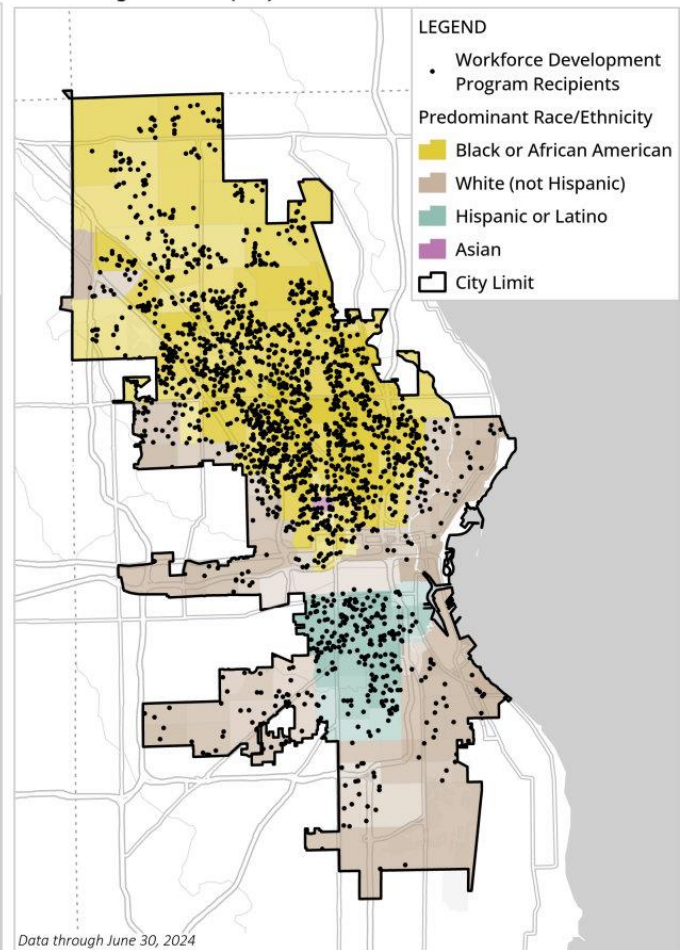 LEGEND
Workforce Development
Program Recipients
Predominant Race/Ethnicity
Black or African American
White (not Hispanic)
Hispanic or Latino
Asian
City Limit
Data through June 30, 2024